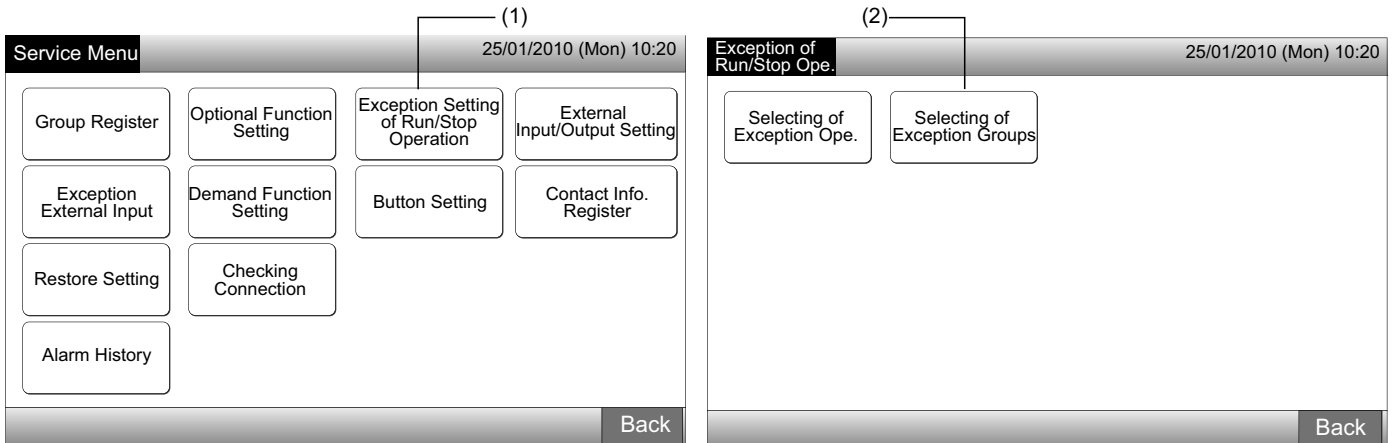 (1)
Service Menu
25/01/2010 (Mon) 10:20
Group Register
Optional Function
Setting
Exception Setting
of Run/Stop
Operation
External
Input/Output Setting
Exception
External Input
Demand Function
Setting
Button Setting
Contact Info.
Register
Restore Setting
Checking
Connection
Alarm History
Back
(2)
Exception of
Run/Stop Ope.
25/01/2010 (Mon) 10:20
Selecting of
Exception Ope.
Selecting of
Exception Groups
Back